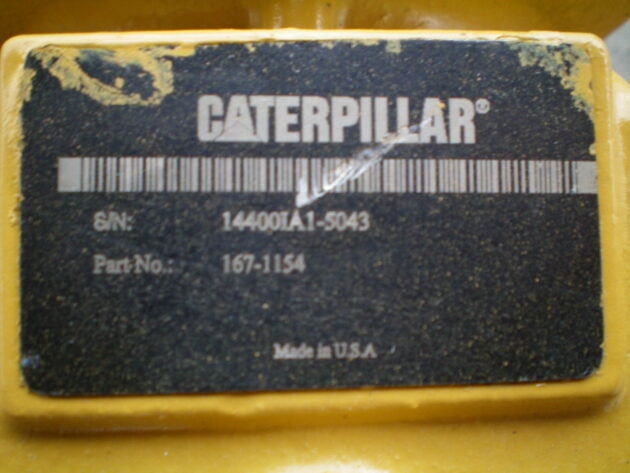 CATERPILLAR®
S/N: 14400IA1-5043
Part No.: 167-1154
Made in U.S.A